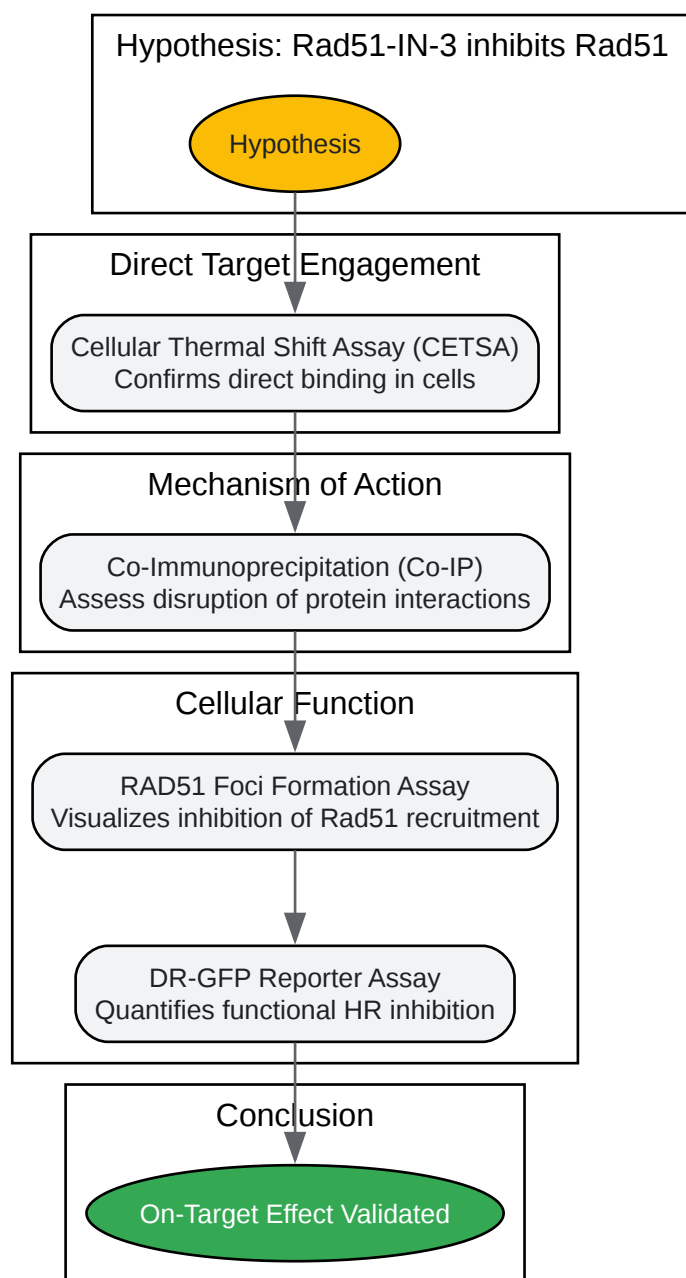 Hypothesis: Rad51-IN-3 inhibits Rad51
Hypothesis
Direct Target Engagement
Cellular Thermal Shift Assay (CETSA)
Confirms direct binding in cells
Mechanism of Action
Co-Immunoprecipitation (Co-IP)
Assess disruption of protein interactions
Cellular Function
RAD51 Foci Formation Assay
Visualizes inhibition of Rad51 recruitment
DR-GFP Reporter Assay
Quantifies functional HR inhibition
Conclusion
On-Target Effect Validated